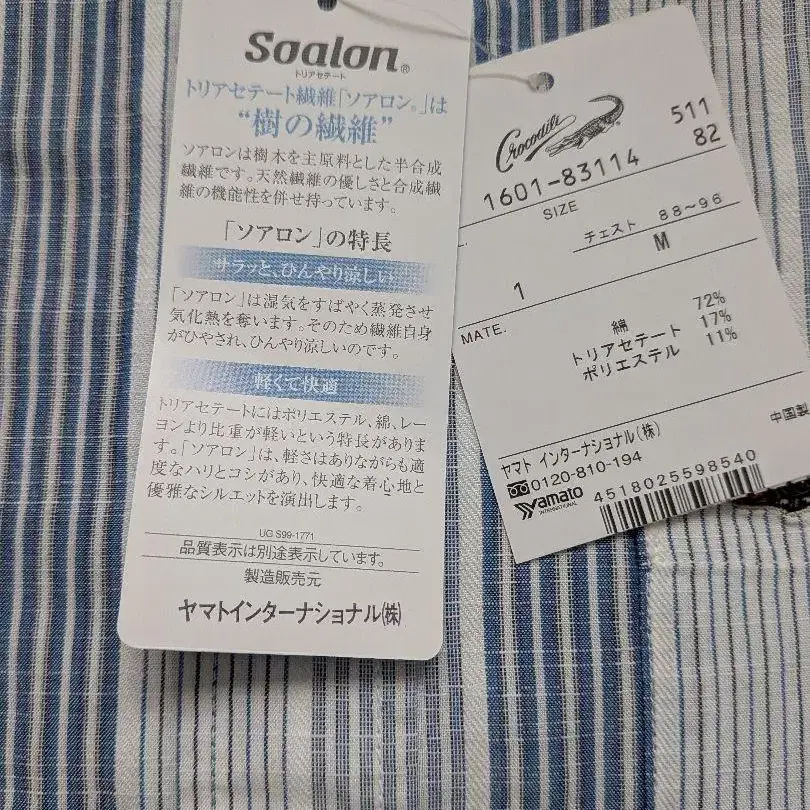 Soalon®
トリアセテート
トリアセテート繊維「ソアロン®」は
“樹の繊維”
ソアロンは樹木を主原料とした半合成
繊維です。天然繊維の優しさと合成繊
維の機能性を併せ持っています。
「ソアロン」の特長
サラッと、ひんやり涼しい
「ソアロン」は湿気をすばやく蒸発させ
気化熱を奪います。そのため繊維自身
がひやされ、ひんやり涼しいのです。
軽くて快適
トリアセテートにはポリエステル、綿、レー
ヨンより比重が軽いという特長がありま
す。「ソアロン」は、軽さはありながらも適
度なハリとコシがあり、快適な着心地と
優雅なシルエットを演出します。
UG S99-1771
品質表示は別途表示しています。
製造販売元
ヤマトインターナショナル(株)
Crocodile
511
1601-83114 82
SIZE
チェスト 88~96
1 M
MATE.
綿 72%
トリアセテート 17%
ポリエステル 11%
中国製
ヤマト インターナショナル(株)
0120-810-194
Yamato
INTERNATIONAL
4518025598540